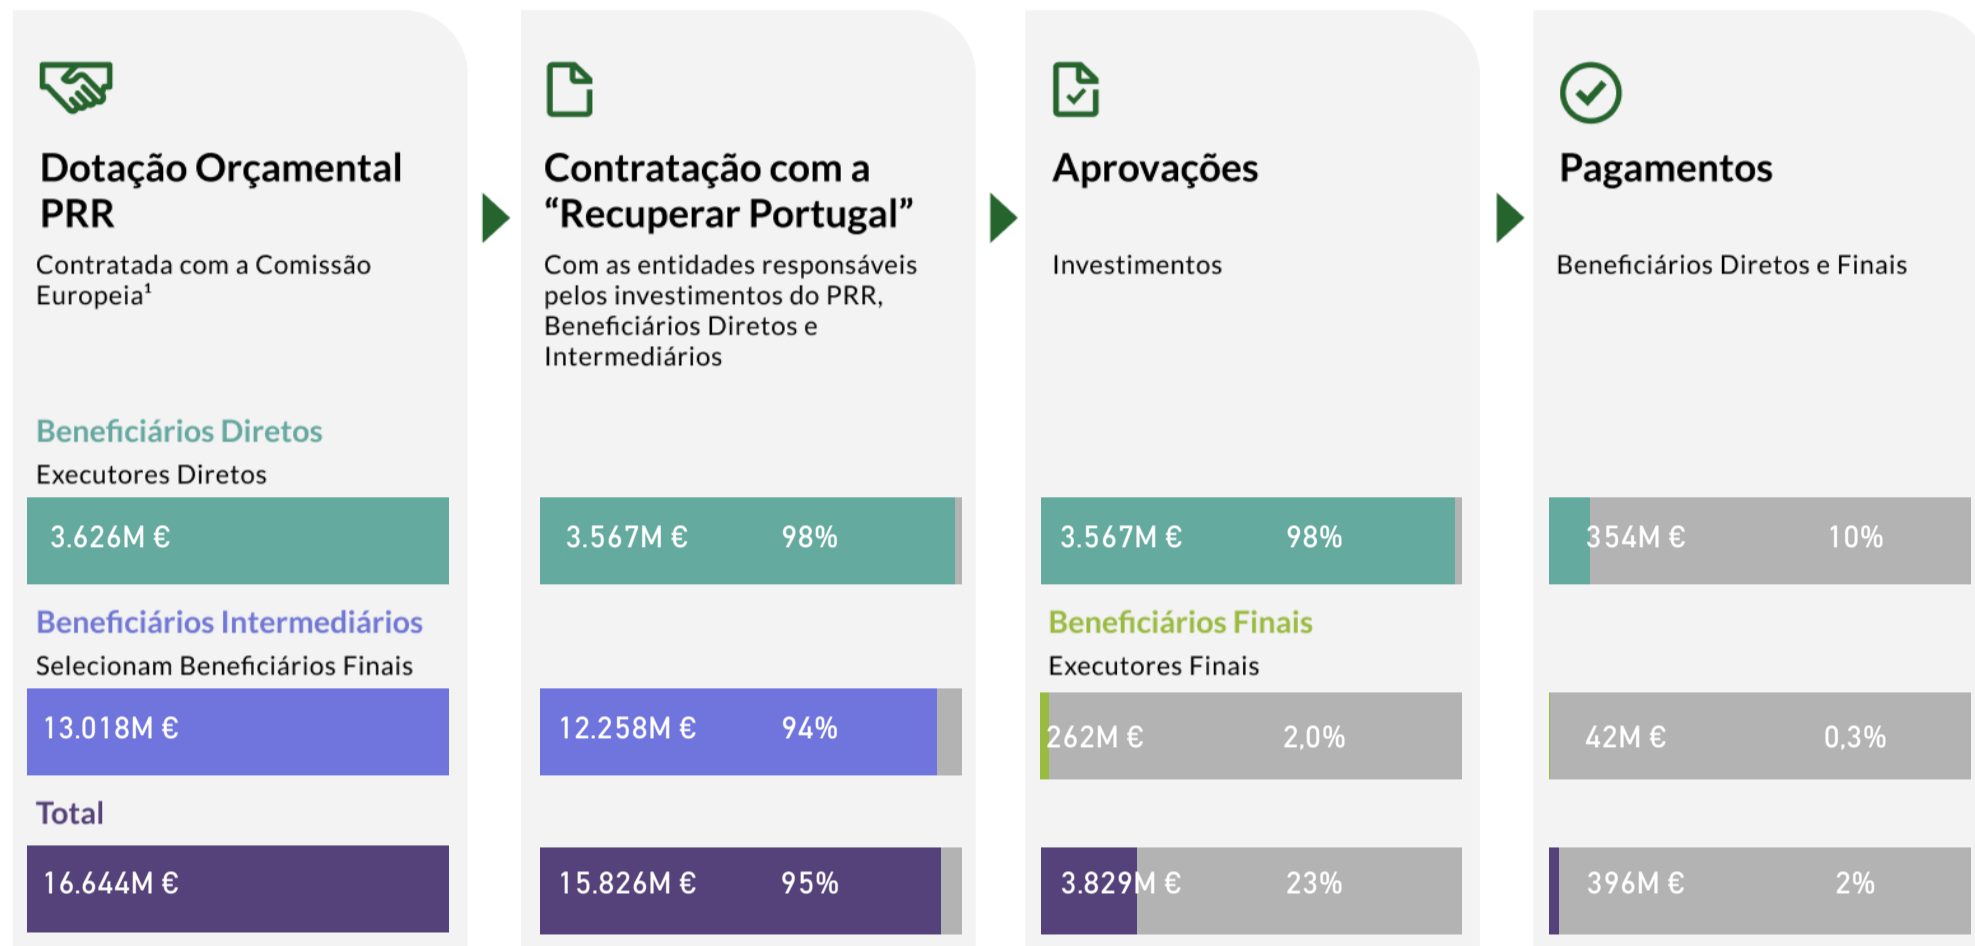 Dotação Orçamental
PRR
Contratada com a Comissão
Europeia¹
Contratação com a
“Recuperar Portugal”
Com as entidades responsáveis
pelos investimentos do PRR,
Beneficiários Diretos e
Intermediários
Aprovações
Investimentos
Pagamentos
Beneficiários Diretos e Finais
Beneficiários Diretos
Executores Diretos
3.626M €
3.567M € 98%
3.567M € 98%
354M € 10%
Beneficiários Intermediários
Selecionam Beneficiários Finais
13.018M €
12.258M € 94%
Beneficiários Finais
Executores Finais
262M € 2,0%
42M € 0,3%
Total
16.644M €
15.826M € 95%
3.829M € 23%
396M € 2%